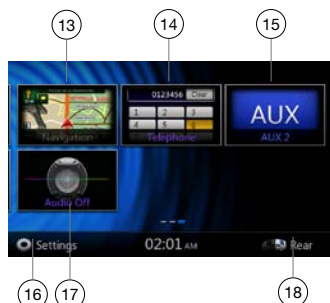 13 14 15
0123456 Clear
1 2 3
4 5 6
AUX
Navigation Telephone AUX 2
Audio Off
Settings 02:01 AM Rear
16 17 18